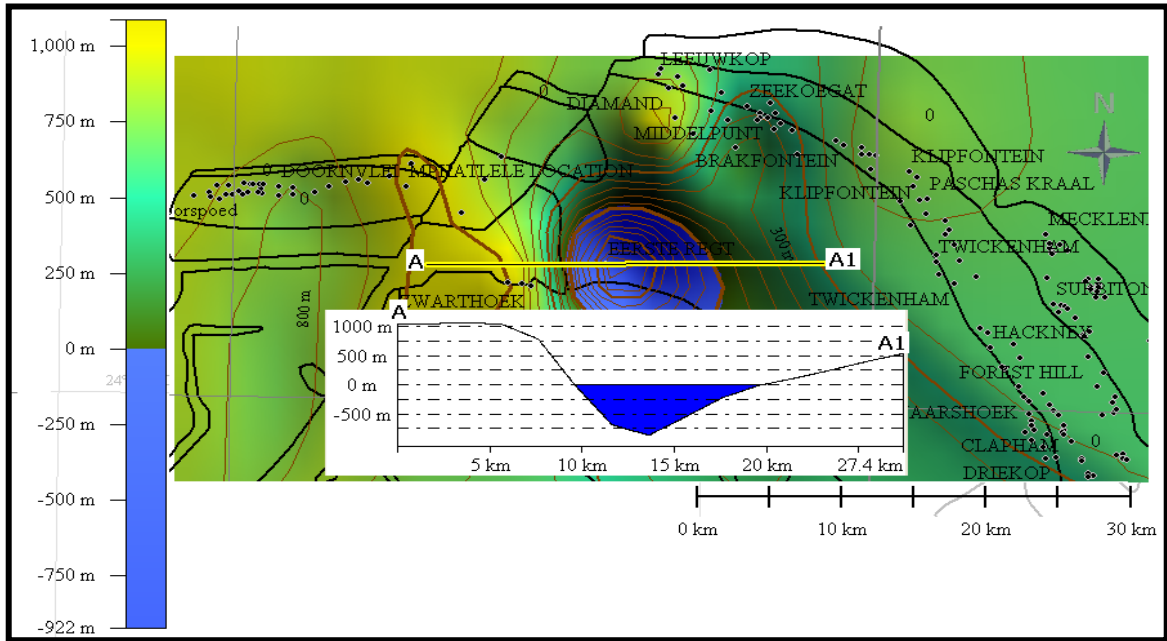 1,000 m
750 m
500 m
250 m
0 m
-250 m
-500 m
-750 m
-922 m
LEEUWKOP
ZEEKOEGAT
0
DIAMAND
0
N
MIDDELPUNT
BRAKFONTEIN
KLIPFONTEIN
0 DOORNVLEI MPHATLELE LOCATION
KLIPFONTEIN
PASCHAS KRAAL
0
orspoed
MECKLEN
300 m
EERSTE REGT
TWICKENHAM
A
A1
SURBITON
800 m
ZWARTHOEK
TWICKENHAM
A
HACKNEY
FOREST HILL
AARSHOEK
0
CLAPHAM
DRIEKOP
24°
1000 m
500 m
0 m
-500 m
A1
5 km
10 km
15 km
20 km
27.4 km
0 km
10 km
20 km
30 km